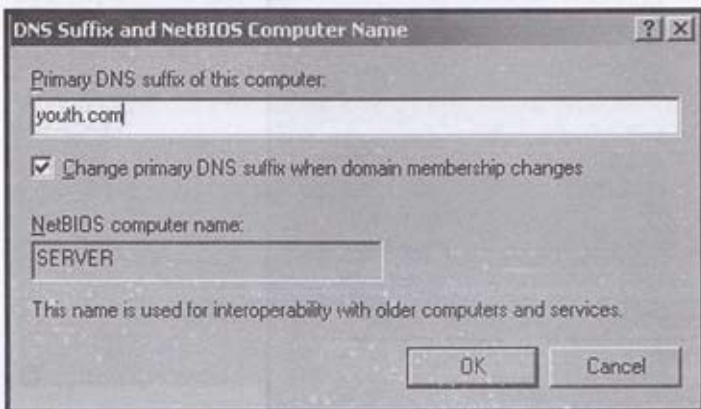 DNS Suffix and NetBIOS Computer Name
Primary DNS suffix of this computer:
youth.com
Change primary DNS suffix when domain membership changes
NetBIOS computer name:
SERVER
This name is used for interoperability with older computers and services.
OK Cancel